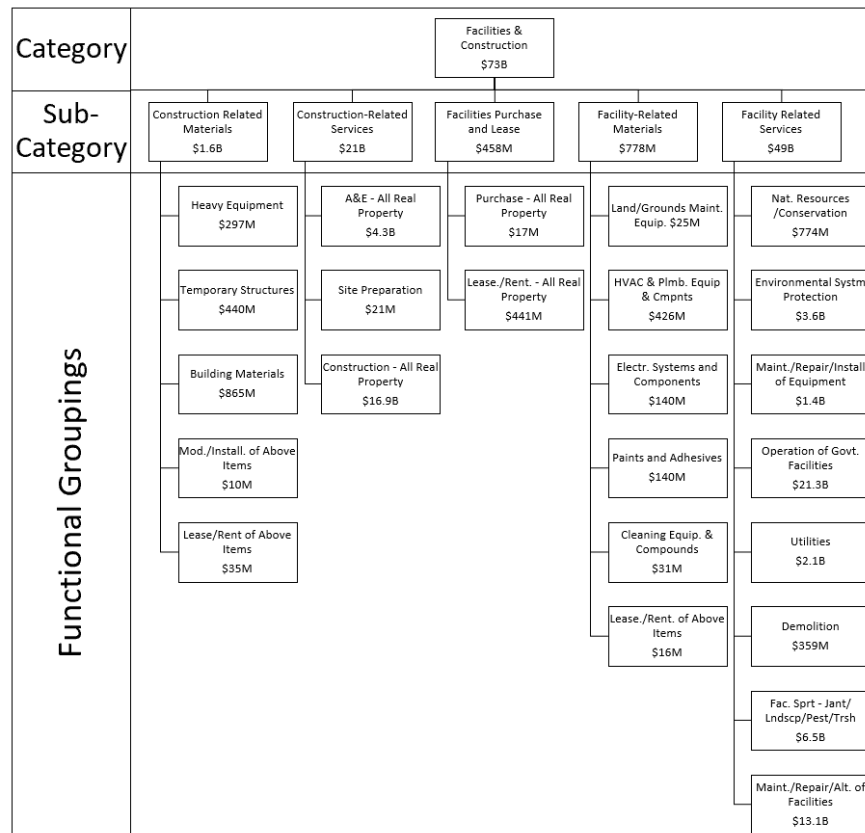 Category
Facilities &
Construction
$73B
Sub-
Category
Construction Related
Materials
$1.6B
Construction-Related
Services
$21B
Facilities Purchase
and Lease
$458M
Facility-Related
Materials
$778M
Facility Related
Services
$49B
Functional Groupings
Heavy Equipment
$297M
Temporary Structures
$440M
Building Materials
$865M
Mod./Install. of Above
Items
$10M
Lease/Rent of Above
Items
$35M
A&E - All Real
Property
$4.3B
Site Preparation
$21M
Construction - All Real
Property
$16.9B
Purchase - All Real
Property
$17M
Lease./Rent. - All Real
Property
$441M
Land/Grounds Maint.
Equip. $25M
HVAC & Plmb. Equip
& Cmpnts
$426M
Electr. Systems and
Components
$140M
Paints and Adhesives
$140M
Cleaning Equip. &
Compounds
$31M
Lease./Rent. of Above
Items
$16M
Nat. Resources
/Conservation
$774M
Environmental Systm
Protection
$3.6B
Maint./Repair/Install
of Equipment
$1.4B
Operation of Govt.
Facilities
$21.3B
Utilities
$2.1B
Demolition
$359M
Fac. Sprt - Jant/
Lndscp/Pest/Trsh
$6.5B
Maint./Repair/Alt. of
Facilities
$13.1B